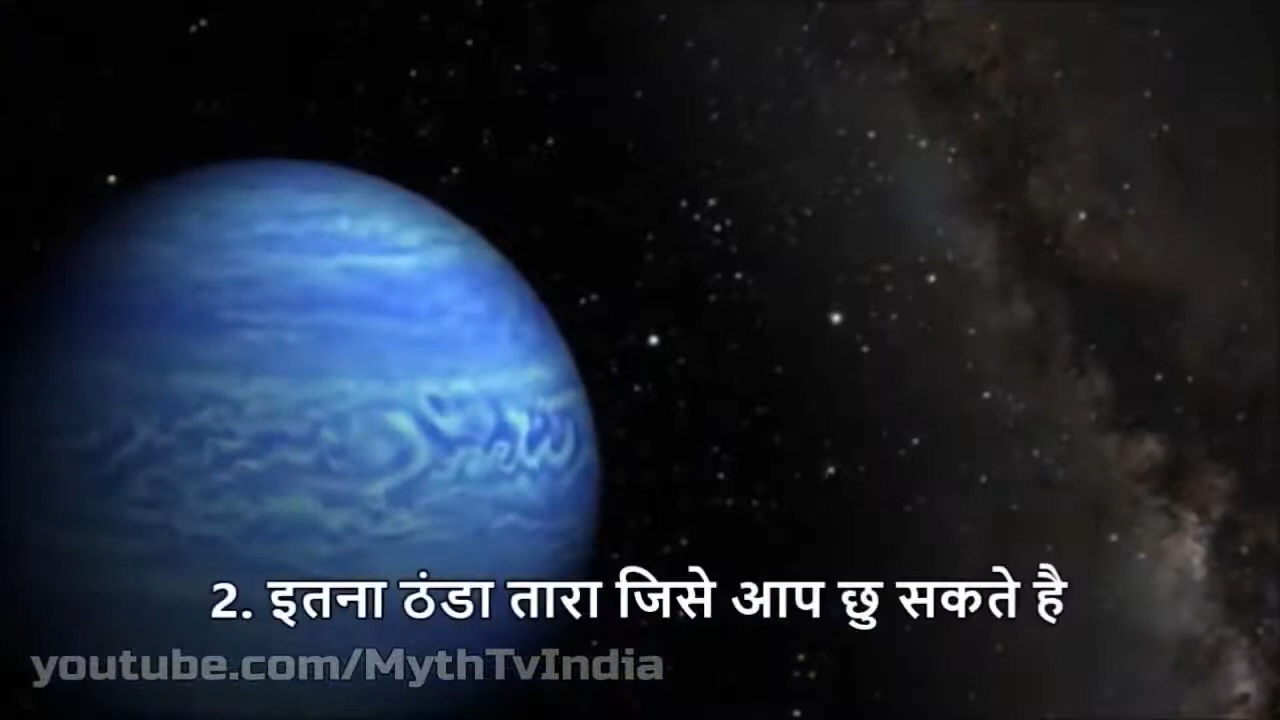 2. इतना ठंडा तारा जिसे आप छु सकते है
youtube.com/MythTvIndia